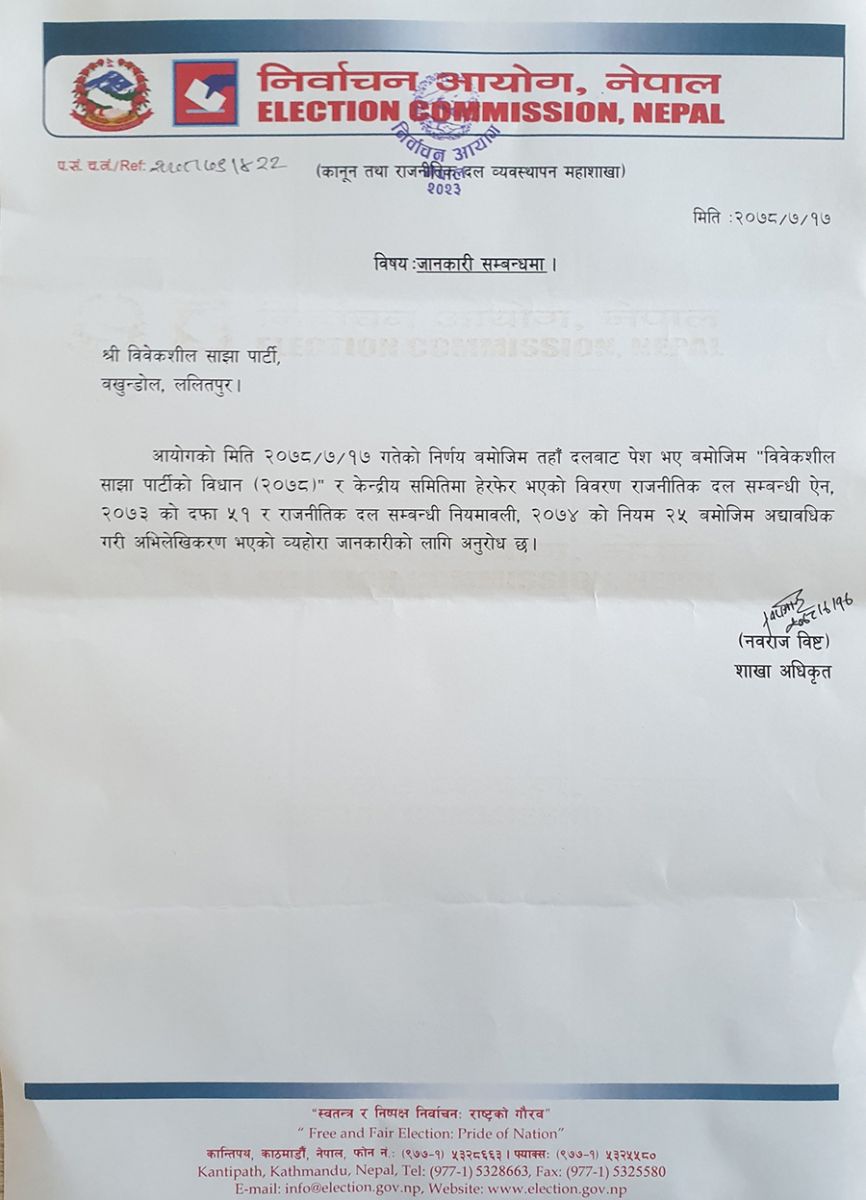 निर्वाचन आयोग, नेपाल
ELECTION COMMISSION, NEPAL
निर्वाचन आयोग
नेपाल
२०२३
प.सं. च.नं./Ref:
(कानून तथा राजनीतिक दल व्यवस्थापन महाशाखा)
मिति :२०७८/७/१७
विषय :जानकारी सम्बन्धमा ।
श्री विवेकशील साझा पार्टी,
वखुन्डोल, ललितपुर।
आयोगको मिति २०७८/७/१७ गतेको निर्णय बमोजिम तहाँ दलबाट पेश भए बमोजिम "विवेकशील
साझा पार्टीको विधान (२०७८)" र केन्द्रीय समितिमा हेरफेर भएको विवरण राजनीतिक दल सम्बन्धी ऐन,
२०७३ को दफा ५१ र राजनीतिक दल सम्बन्धी नियमावली, २०७४ को नियम २५ बमोजिम अद्यावधिक
गरी अभिलेखिकरण भएको व्यहोरा जानकारीको लागि अनुरोध छ।
(नवराज विष्ट)
शाखा अधिकृत
"स्वतन्त्र र निष्पक्ष निर्वाचनः राष्ट्रको गौरव"
" Free and Fair Election: Pride of Nation"
कान्तिपथ, काठमाडौं, नेपाल, फोन नं.: (९७७-१) ५३२८६६३ । फ्याक्सः (९७७-१) ५३२५५८०
Kantipath, Kathmandu, Nepal, Tel: (977-1) 5328663, Fax: (977-1) 5325580
E-mail: info@election.gov.np, Website: www.election.gov.np